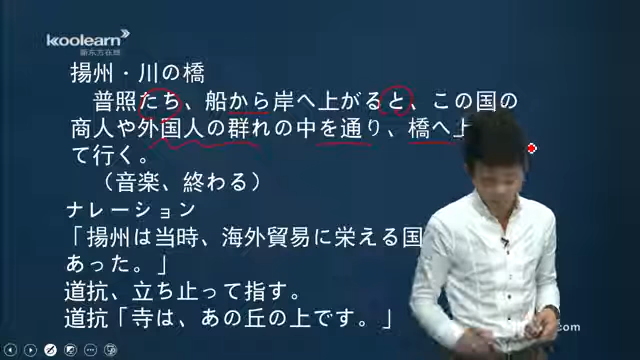 koolearn
新东方在线
揚州・川の橋
普照たち、船から岸へ上がると、この国の
商人や外国人の群れの中を通り、橋へ上
て行く。
（音楽、終わる）
ナレーション
「揚州は当時、海外貿易に栄える国
あった。」
道抗、立ち止って指す。
道抗「寺は、あの丘の上です。」
.com